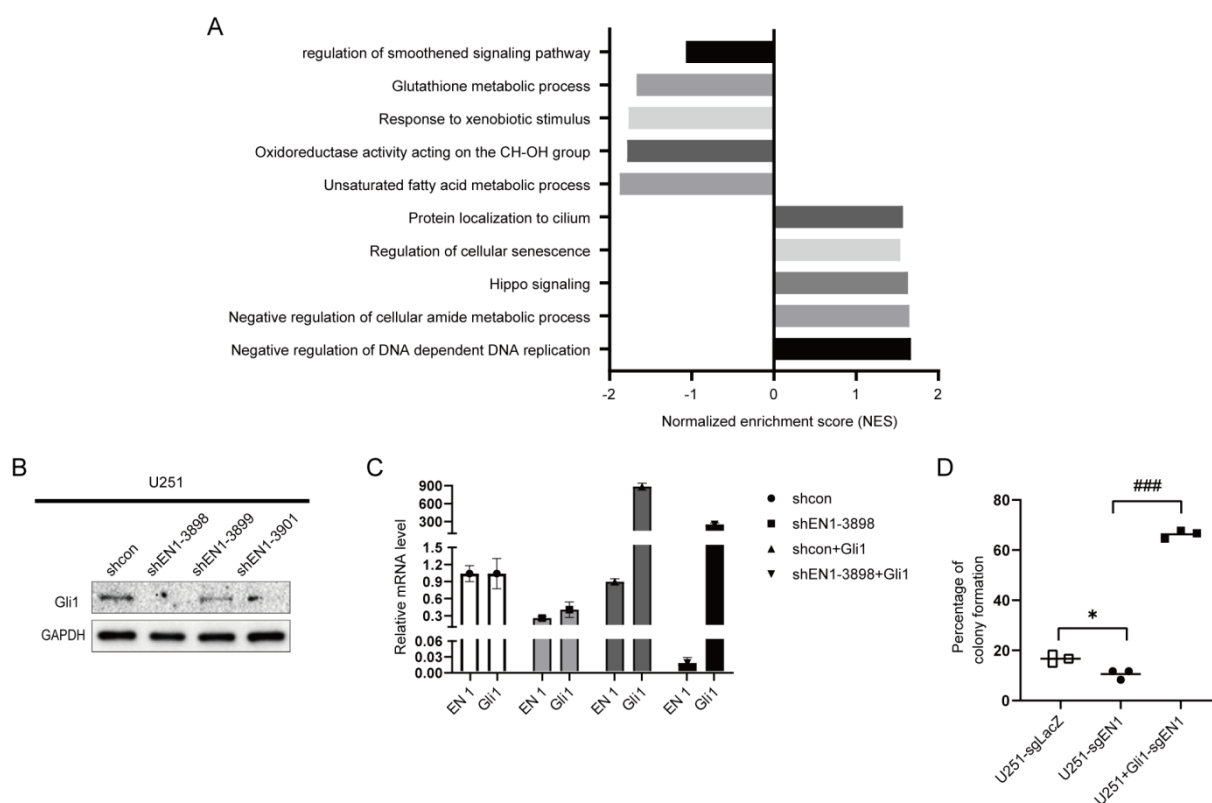 A
regulation of smoothened signaling pathway
Glutathione metabolic process
Response to xenobiotic stimulus
Oxidoreductase activity acting on the CH-OH group
Unsaturated fatty acid metabolic process
Protein localization to cilium
Regulation of cellular senescence
Hippo signaling
Negative regulation of cellular amide metabolic process
Negative regulation of DNA dependent DNA replication
-2 -1 0 1 2
Normalized enrichment score (NES)
B
U251
shcon shEN1-3898 shEN1-3899 shEN1-3901
Gli1
GAPDH
C
Relative mRNA level
900
600
300
1.5
1.2
0.9
0.6
0.3
0.06
0.03
0.00
EN 1 Gli1 EN 1 Gli1 EN 1 Gli1 EN 1 Gli1
shcon
shEN1-3898
shcon+Gli1
shEN1-3898+Gli1
D
Percentage of
colony formation
80
60
40
20
0
###
*
U251-sgLacZ U251-sgEN1 U251+Gli1-sgEN1